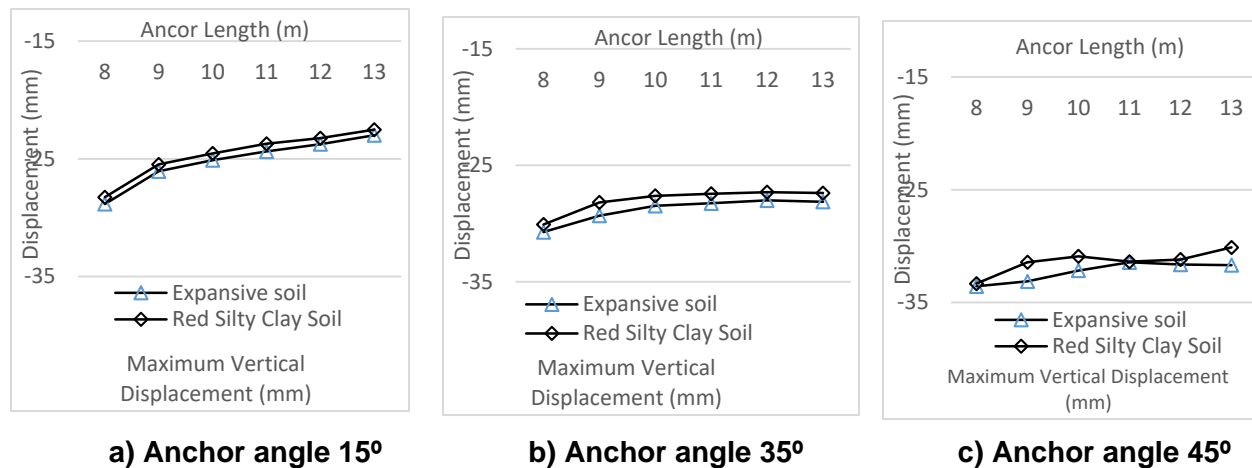 Ancor Length (m)
-15
8 9 10 11 12 13
-25
-35
Displacement (mm)
Expansive soil
Red Silty Clay Soil
Maximum Vertical
Displacement (mm)
a) Anchor angle 15⁰
Ancor Length (m)
-15
8 9 10 11 12 13
-25
-35
Displacement (mm)
Expansive soil
Red Silty Clay Soil
Maximum Vertical
Displacement (mm)
b) Anchor angle 35⁰
Ancor Length (m)
-15
8 9 10 11 12 13
-25
-35
Displacement (mm)
Expansive soil
Red Silty Clay Soil
Maximum Vertical Displacement
(mm)
c) Anchor angle 45⁰